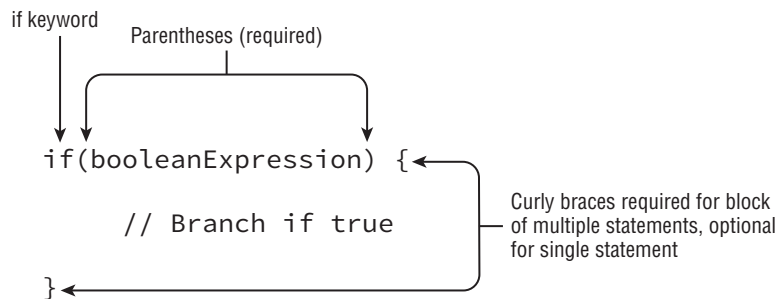 if keyword
Parentheses (required)
if(booleanExpression) {
// Branch if true
}
Curly braces required for block
of multiple statements, optional
for single statement